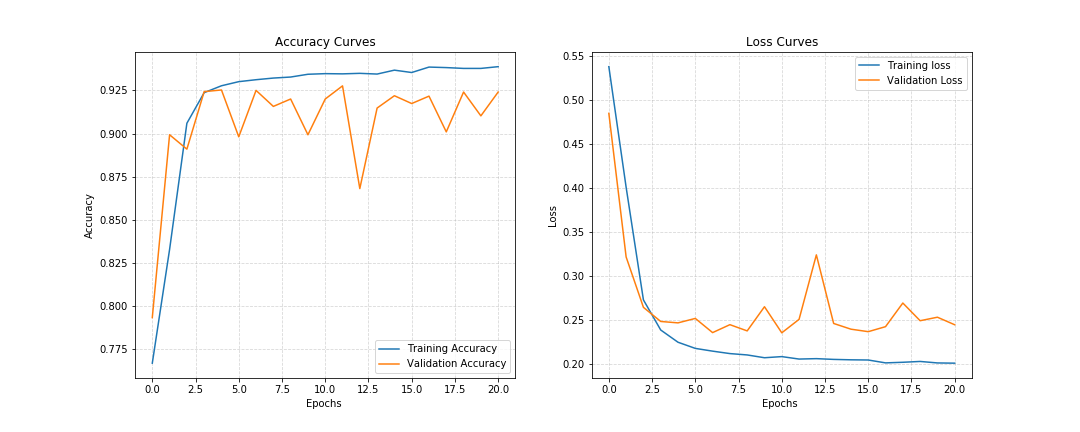 Accuracy Curves
0.925
0.900
0.875
0.850
0.825
0.800
0.775
Accuracy
0.0 2.5 5.0 7.5 10.0 12.5 15.0 17.5 20.0
Epochs
Training Accuracy
Validation Accuracy
Loss Curves
0.55
0.50
0.45
0.40
0.35
0.30
0.25
0.20
Loss
0.0 2.5 5.0 7.5 10.0 12.5 15.0 17.5 20.0
Epochs
Training loss
Validation Loss